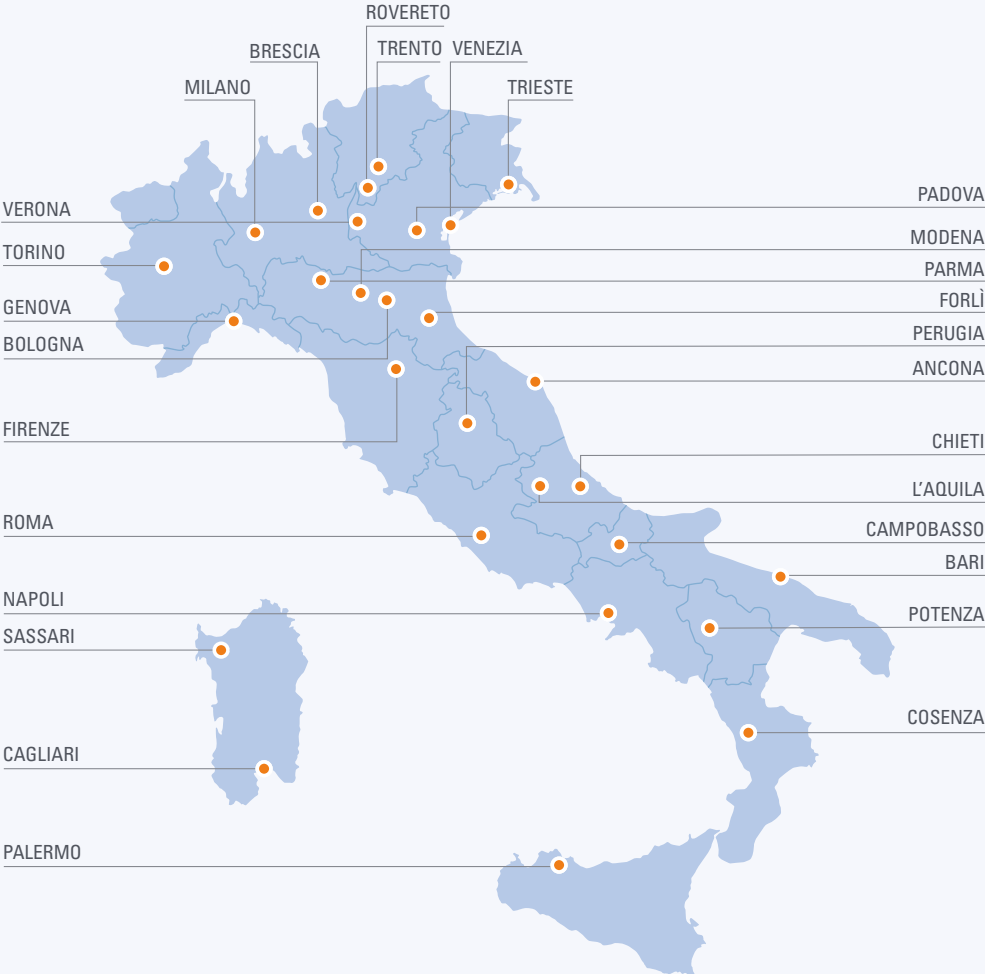 ROVERETO
BRESCIA
TRENTO
VENEZIA
MILANO
TRIESTE
VERONA
TORINO
GENOVA
BOLOGNA
FIRENZE
ROMA
NAPOLI
SASSARI
CAGLIARI
PALERMO
PADOVA
MODENA
PARMA
FORLÌ
PERUGIA
ANCONA
CHIETI
L'AQUILA
CAMPOBASSO
BARI
POTENZA
COSENZA